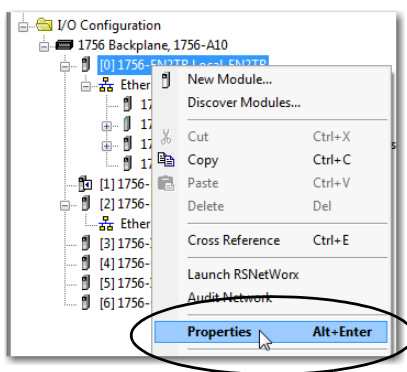 I/O Configuration
1756 Backplane, 1756-A10
[0] 1756-EN2TR Local_EN2TR
Ether
New Module...
17
Discover Modules...
17
17
Cut Ctrl+X
s
17
Copy Ctrl+C
[1] 1756-
Paste Ctrl+V
[2] 1756-
Delete Del
Ether
[3] 1756-
Cross Reference Ctrl+E
[4] 1756-
Launch RSNetWorx
[5] 1756-
Audit Network
[6] 1756-
Properties Alt+Enter